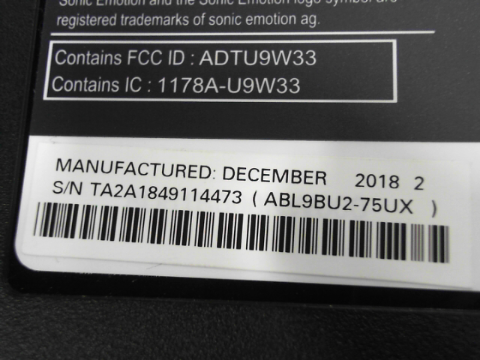 Sonic Emotion and the Sonic Emotion logo symbol are
registered trademarks of sonic emotion ag.
Contains FCC ID : ADTU9W33
Contains IC : 1178A-U9W33
MANUFACTURED: DECEMBER 2018 2
S/N TA2A1849114473 ( ABL9BU2-75UX )